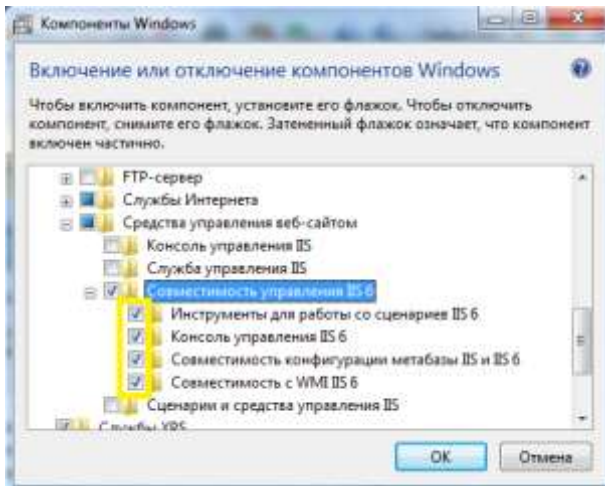 Компоненты Windows
Включение или отключение компонентов Windows
Чтобы включить компонент, установите его флажок. Чтобы отключить
компонент, снимите его флажок. Затененный флажок означает, что компонент
включен частично.
FTP-сервер
Службы Интернета
Средства управления веб-сайтом
Консоль управления IIS
Служба управления IIS
Совместимость управления IIS 6
Инструменты для работы со сценариев IIS 6
Консоль управления IIS 6
Совместимость конфигурации метабазы IIS и IIS 6
Совместимость с WMI IIS 6
Сценарии и средства управления IIS
Службы XPS
OK
Отмена